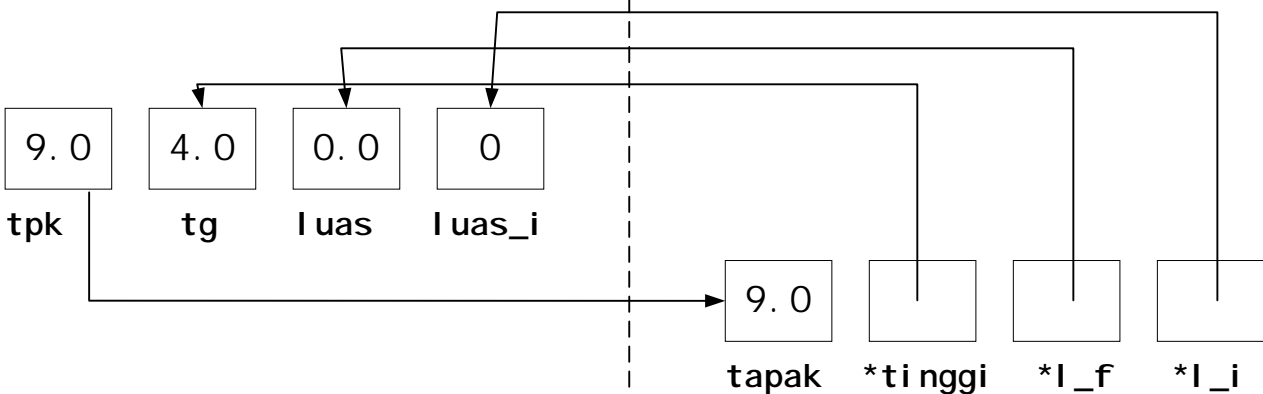 9.0 4.0 0.0 0
tpk tg luas luas_i
9.0
tapak *tinggi *l_f *l_i